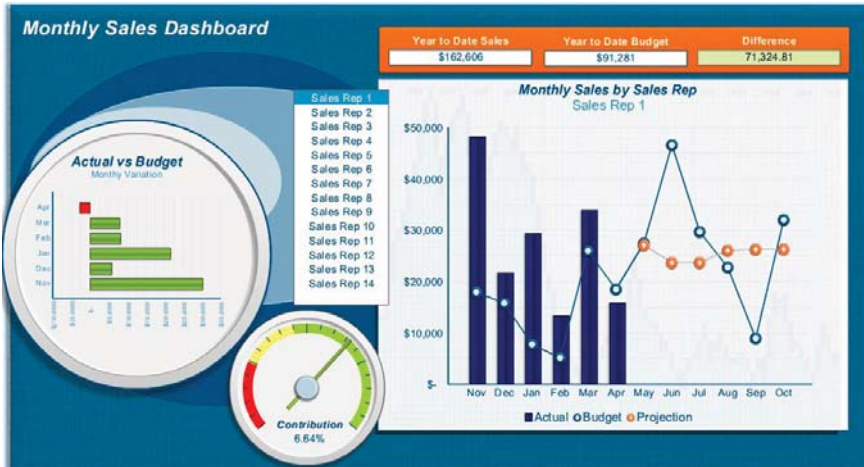 Monthly Sales Dashboard
Year to Date Sales
Year to Date Budget
Difference
$162,606
$91,281
71,324.81
Sales Rep 1
Sales Rep 2
Sales Rep 3
Sales Rep 4
Sales Rep 5
Sales Rep 6
Sales Rep 7
Sales Rep 8
Sales Rep 9
Sales Rep 10
Sales Rep 11
Sales Rep 12
Sales Rep 13
Sales Rep 14
Actual vs Budget
Monthy Variation
Apr
Mar
Feb
Jan
Dec
Nov
Contribution
6.64%
Monthly Sales by Sales Rep
Sales Rep 1
$50,000
$40,000
$30,000
$20,000
$10,000
$-
Nov Dec Jan Feb Mar Apr May Jun Jul Aug Sep Oct
Actual Budget Projection